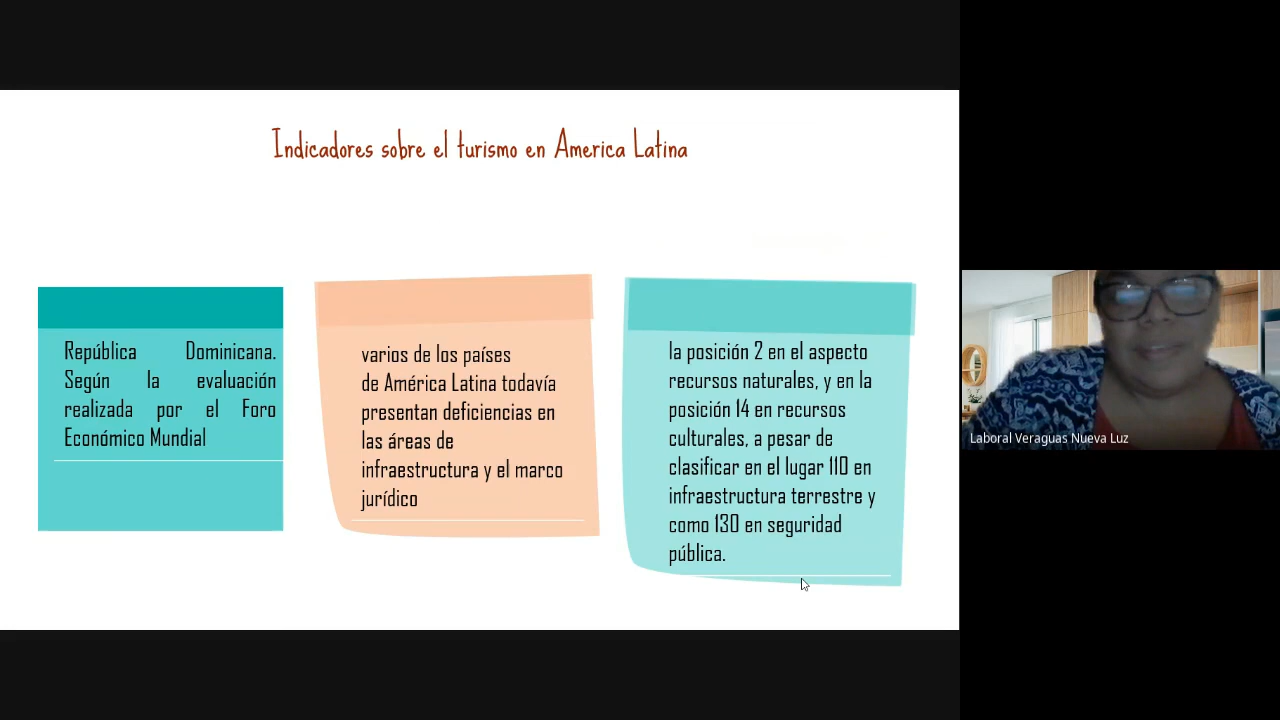 Indicadores sobre el turismo en America Latina
República Dominicana.
Según la evaluación
realizada por el Foro
Económico Mundial
varios de los países
de América Latina todavía
presentan deficiencias en
las áreas de
infraestructura y el marco
jurídico
la posición 2 en el aspecto
recursos naturales, y en la
posición 14 en recursos
culturales, a pesar de
clasificar en el lugar 110 en
infraestructura terrestre y
como 130 en seguridad
pública.
Laboral Veraguas Nueva Luz